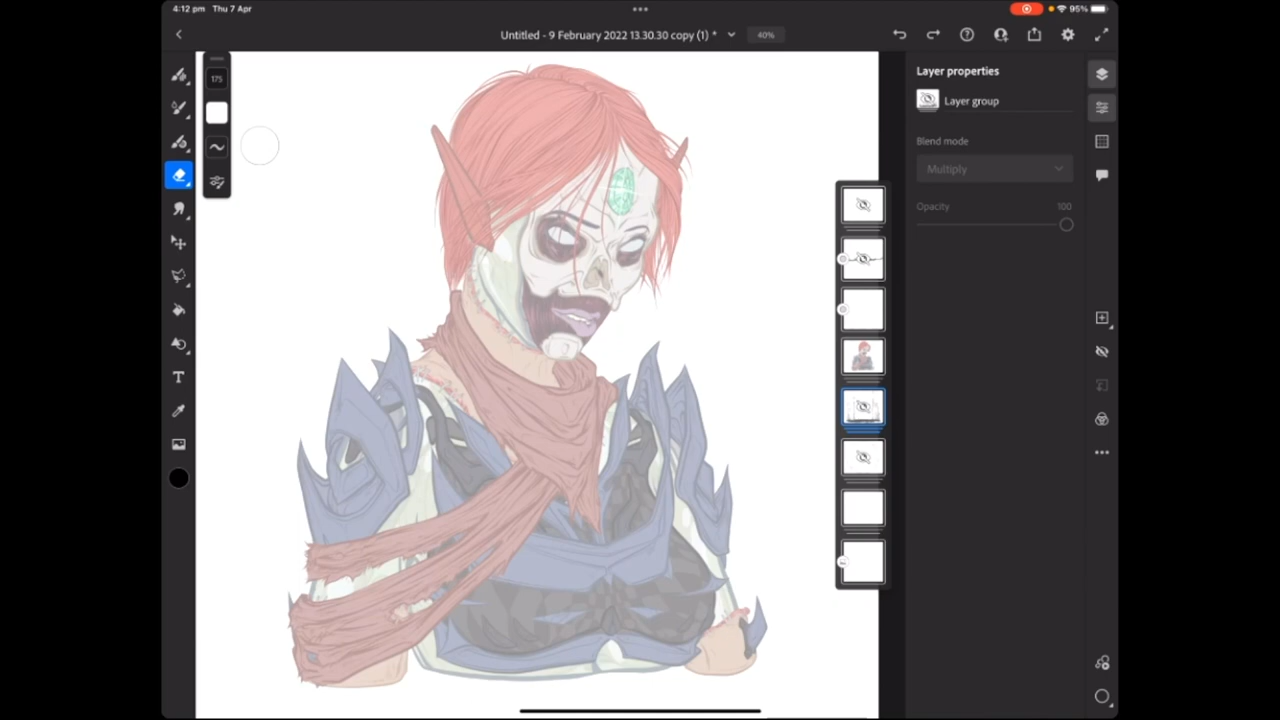 4:12 pm Thu 7 Apr
95%
Untitled - 9 February 2022 13.30.30 copy (1) *
40%
175
Layer properties
Layer group
Blend mode
Multiply
Opacity
100
T